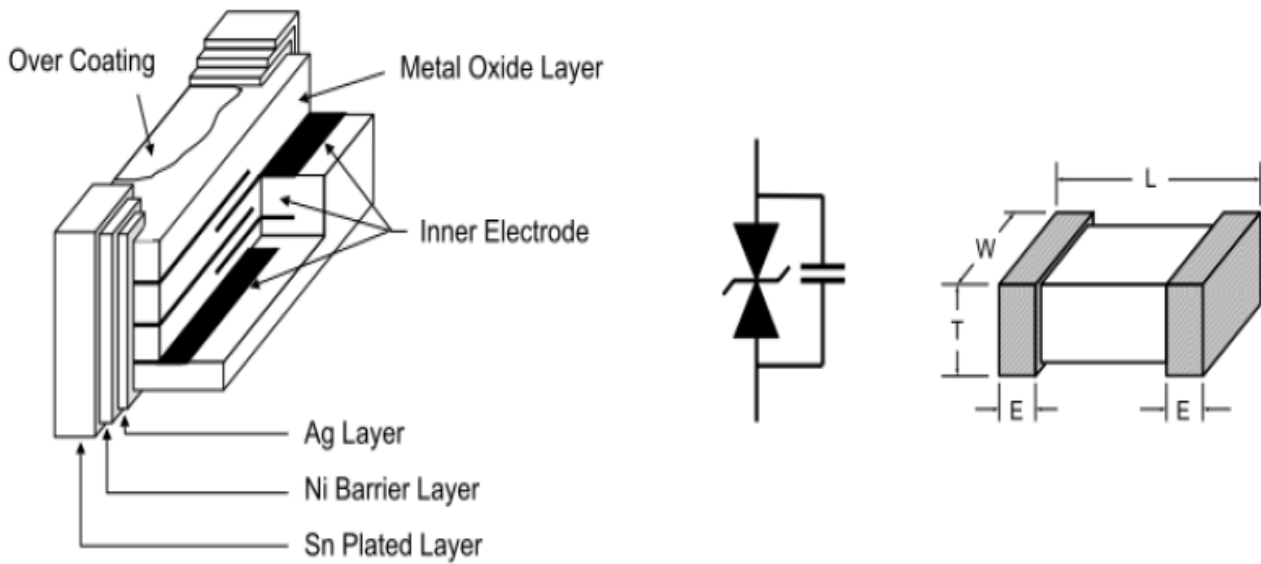 Over Coating
Metal Oxide Layer
Inner Electrode
Ag Layer
Ni Barrier Layer
Sn Plated Layer
L
W
T
E
E